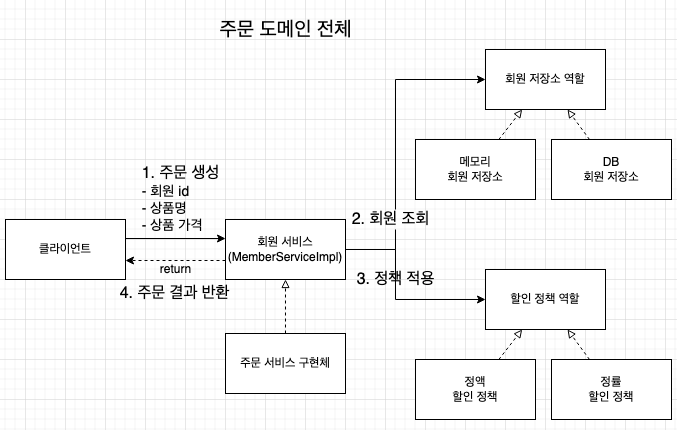 주문 도메인 전체
회원 저장소 역할
메모리
회원 저장소
DB
회원 저장소
1. 주문 생성
- 회원 id
- 상품명
- 상품 가격
2. 회원 조회
클라이언트
회원 서비스
(MemberServiceImpl)
return
3. 정책 적용
4. 주문 결과 반환
할인 정책 역할
주문 서비스 구현체
정액
할인 정책
정률
할인 정책